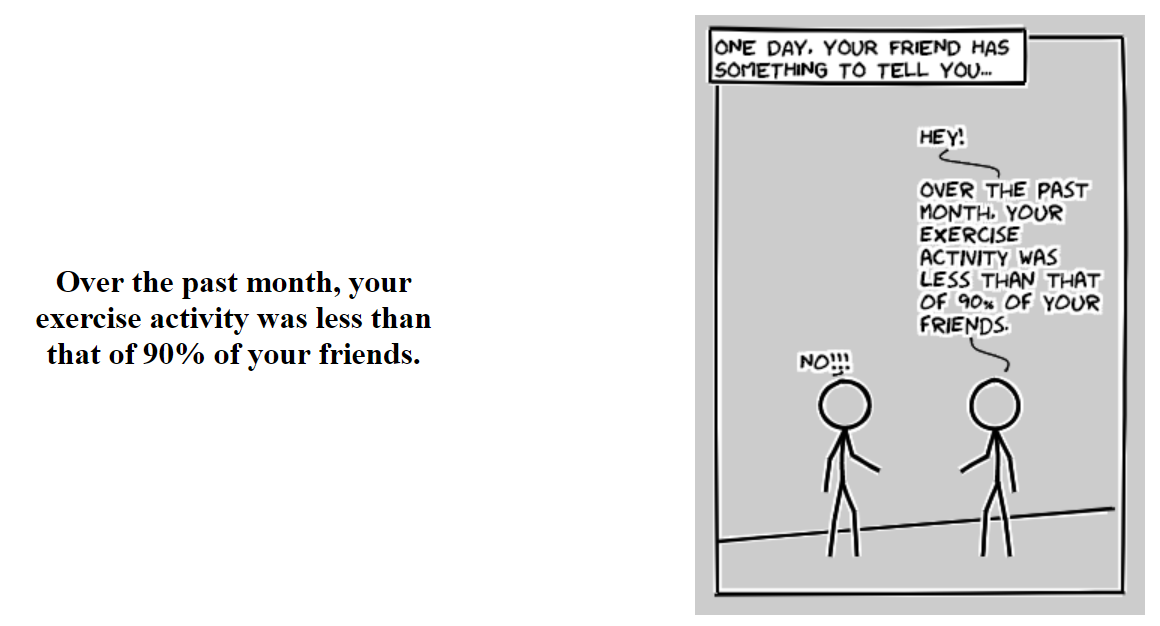 Over the past month, your
exercise activity was less than
that of 90% of your friends.
ONE DAY, YOUR FRIEND HAS
SOMETHING TO TELL YOU...
HEY!
OVER THE PAST
MONTH, YOUR
EXERCISE
ACTIVITY WAS
LESS THAN THAT
OF 90% OF YOUR
FRIENDS.
NO!!!